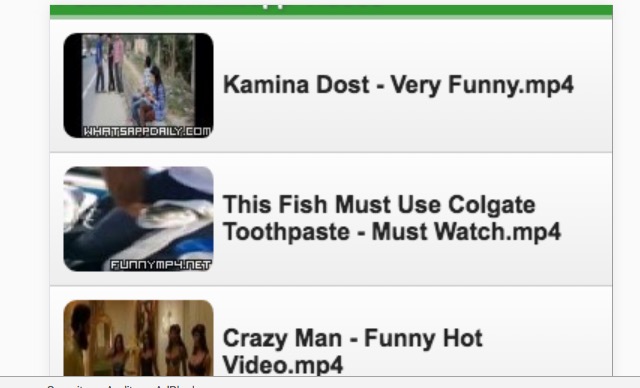 Kamina Dost - Very Funny.mp4
WHATSAPPDAILY.COM
This Fish Must Use Colgate
Toothpaste - Must Watch.mp4
FUNNYMP4.NET
Crazy Man - Funny Hot
Video.mp4